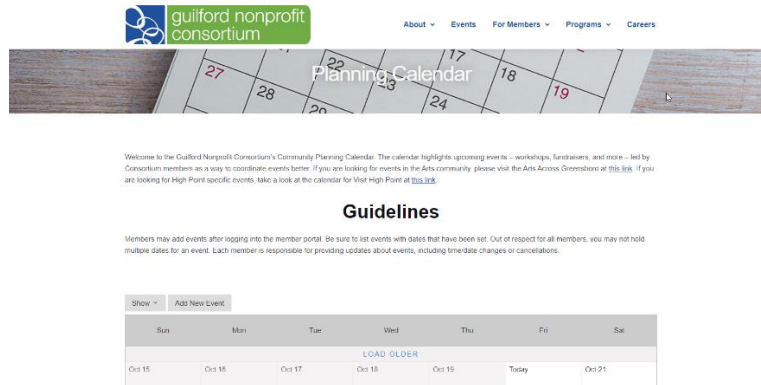 guilford nonprofit
consortium
About Events For Members Programs Careers
Planning Calendar
27 28 22 29 23 17 24 18 19
Welcome to the Guilford Nonprofit Consortium's Community Planning Calendar. The calendar highlights upcoming events – workshops, fundraisers, and more – led by
Consortium members as a way to coordinate events better. If you are looking for events in the Arts community, please visit the Arts Across Greensboro at this link. If you
are looking for High Point specific events, take a look at the calendar for Visit High Point at this link.
Guidelines
Members may add events after logging into the member portal. Be sure to list events with dates that have been set. Out of respect for all members, you may not hold
multiple dates for an event. Each member is responsible for providing updates about events, including time/date changes or cancellations.
Show Add New Event
Sun Mon Tue Wed Thu Fri Sat
LOAD OLDER
Oct 15 Oct 16 Oct 17 Oct 18 Oct 19 Today Oct 21